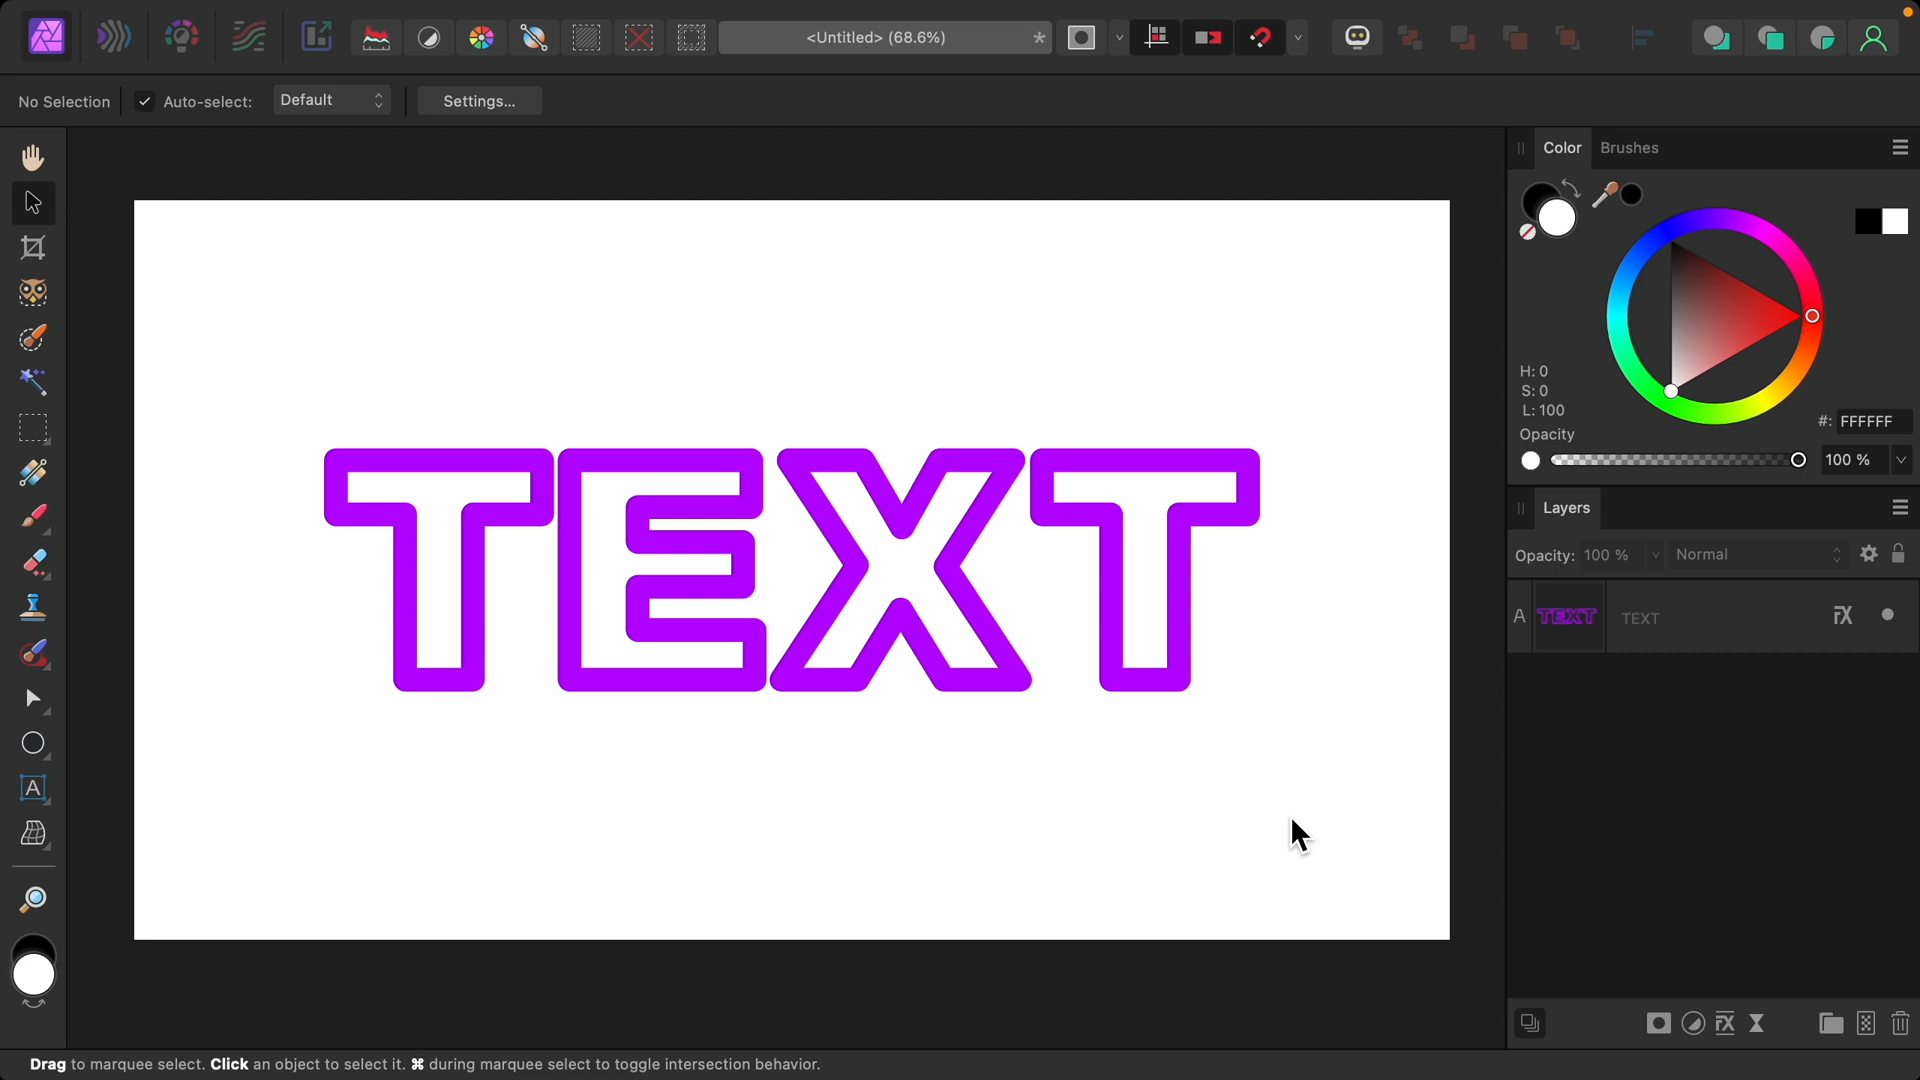 <Untitled> (68.6%) *
No Selection Auto-select: Default Settings...
Color Brushes
H: 0
S: 0
L: 100
#: FFFFFF
Opacity
100 %
Layers
Opacity: 100 % Normal
A TEXT TEXT FX
TEXT
A
FX
Drag to marquee select. Click an object to select it. ⌘ during marquee select to toggle intersection behavior.